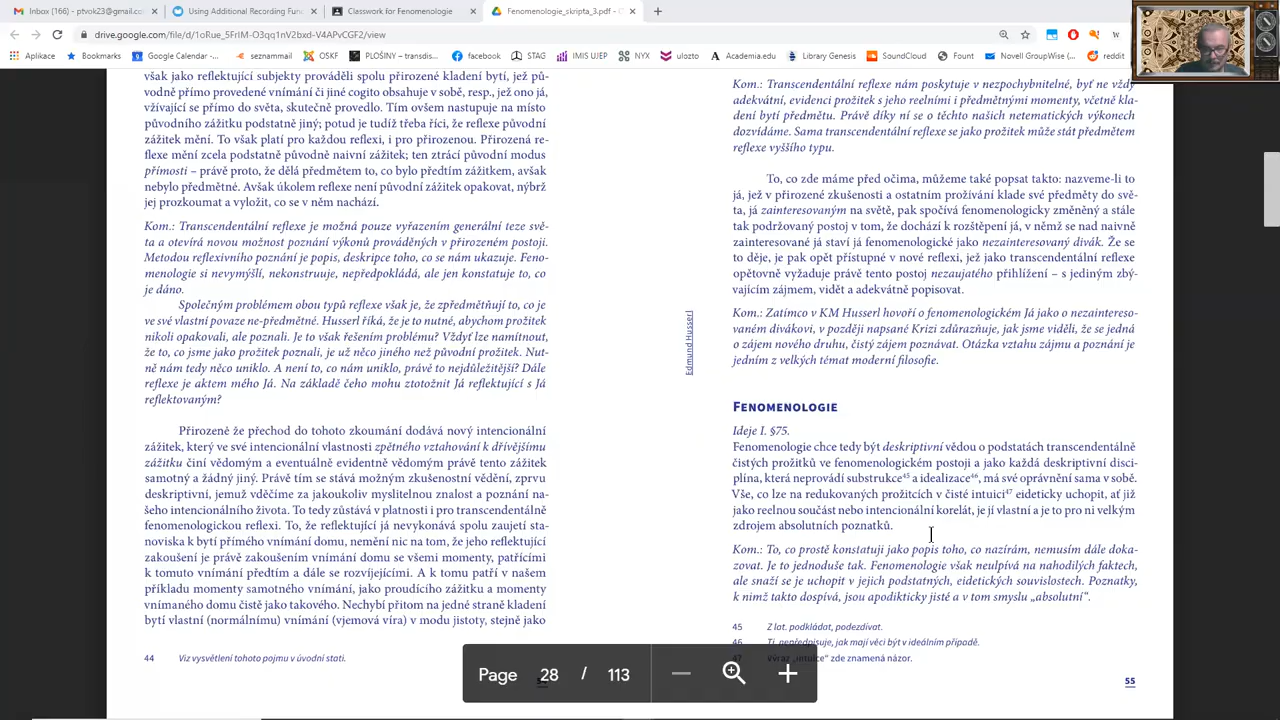 Inbox (166) - ptvok23@gmail.co
Using Additional Recording Func
Classwork for Fenomenologie
Fenomenologie_skripta_3.pdf - C
drive.google.com/file/d/1oRue_5FrIM-O3qq1nV2bxd-V4APvCGF2/view
Aplikace
Bookmarks
Google Calendar -
seznammail
OSKF
PLOŠINY – transdis...
facebook
STAG
IMIS UJEP
NYX
ulozto
Academia.edu
Library Genesis
SoundCloud
Fount
Novell GroupWise (...
reddit
však jako reflektující subjekty prováděli spolu přirozené kladení bytí, jež pů-
vodně přímo provedené vnímání či jiné cogito obsahuje v sobě, resp., jež ono já,
vžívající se přímo do světa, skutečně provedlo. Tím ovšem nastupuje na místo
původního zážitku podstatně jiný; potud je tudíž třeba říci, že reflexe původní
zážitek mění. To však platí pro každou reflexi, i pro přirozenou. Přirozená re-
flexe mění zcela podstatně původně naivní zážitek; ten ztrácí původní modus
přímosti – právě proto, že dělá předmětem to, co bylo předtím zážitkem, avšak
nebylo předmětné. Avšak úkolem reflexe není původní zážitek opakovat, nýbrž
jej prozkoumat a vyložit, co se v něm nachází.
Kom.: Transcendentální reflexe je možná pouze vyřazením generální teze svě-
ta a otevírá novou možnost poznání výkonů prováděných v přirozeném postoji.
Metodou reflexivního poznání je popis, deskripce toho, co se nám ukazuje. Feno-
menologie si nevymýšlí, nekonstruuje, nepředpokládá, ale jen konstatuje to, co
je dáno.
Společným problémem obou typů reflexe však je, že zpředmětňují to, co je
ve své vlastní povaze ne-předmětné. Husserl říká, že je to nutné, abychom prožitek
nikoli opakovali, ale poznali. Je to však řešením problému? Vždyť lze namítnout,
že to, co jsme jako prožitek poznali, je už něco jiného než původní prožitek. Nut-
ně nám tedy něco uniklo. A není to, co nám uniklo, právě to nejdůležitější? Dále
reflexe je aktem mého Já. Na základě čeho mohu ztotožnit Já reflektující s Já
reflektovaným?
Přirozeně že přechod do tohoto zkoumání dodává nový intencionální
zážitek, který ve své intencionální vlastnosti zpětného vztahování k dřívějšímu
zážitku činí vědomým a eventuálně evidentně vědomým právě tento zážitek
samotný a žádný jiný. Právě tím se stává možným zkušenostní vědění, zprvu
deskriptivní, jemuž vděčíme za jakoukoliv myslitelnou znalost a poznání na-
šeho intencionálního života. To tedy zůstává v platnosti i pro transcendentálně
fenomenologickou reflexi. To, že reflektující já nevykonává spolu zaujetí sta-
noviska k bytí přímého vnímání domu, nemění nic na tom, že jeho reflektující
zakoušení je právě zakoušením vnímání domu se všemi momenty, patřícími
k tomuto vnímání předtím a dále se rozvíjejícími. A k tomu patří v našem
příkladu momenty samotného vnímání, jako proudícího zážitku a momenty
vnímaného domu čistě jako takového. Nechybí přitom na jedné straně kladení
bytí vlastní (normálnímu) vnímání (vjemová víra) v modu jistoty, stejně jako
44 Viz vysvětlení tohoto pojmu v úvodní stati.
Edmund Husserl
Kom.: Transcendentální reflexe nám poskytuje v nezpochybnitelné, byť ne vždy
adekvátní, evidenci prožitek s jeho reelními i předmětnými momenty, včetně kla-
dení bytí předmětu. Právě díky ní se o těchto našich netematických výkonech
dozvídáme. Sama transcendentální reflexe se jako prožitek může stát předmětem
reflexe vyššího typu.
To, co zde máme před očima, můžeme také popsat takto: nazveme-li to
já, jež v přirozené zkušenosti a ostatním prožívání klade své předměty do svě-
ta, já zainteresovaným na světě, pak spočívá fenomenologicky změněný a stále
tak podržovaný postoj v tom, že dochází k rozštěpení já, v němž se nad naivně
zainteresované já staví já fenomenologické jako nezainteresovaný divák. Že se
to děje, je pak opět přístupné v nové reflexi, jež jako transcendentální reflexe
opětovně vyžaduje právě tento postoj nezaujatého přihlížení – s jediným zbý-
vajícím zájmem, vidět a adekvátně popisovat.
Kom.: Zatímco v KM Husserl hovoří o fenomenologickém Já jako o nezaintereso-
vaném divákovi, v později napsané Krizi zdůrazňuje, jak jsme viděli, že se jedná
o zájem nového druhu, čistý zájem poznávat. Otázka vztahu zájmu a poznání je
jedním z velkých témat moderní filosofie.
Fenomenologie
Ideje I. §75.
Fenomenologie chce tedy být deskriptivní vědou o podstatách transcendentálně
čistých prožitků ve fenomenologickém postoji a jako každá deskriptivní disci-
plína, která neprovádí substrukce45 a idealizace46, má své oprávnění sama v sobě.
Vše, co lze na redukovaných prožitcích v čisté intuici47 eideticky uchopit, ať již
jako reelnou součást nebo intencionální korelát, je její vlastní a je to pro ni velkým
zdrojem absolutních poznatků.
Kom.: To, co prostě konstatuji jako popis toho, co nazírám, nemusím dále doka-
zovat. Je to jednoduše tak. Fenomenologie však neulpívá na nahodilých faktech,
ale snaží se je uchopit v jejich podstatných, eidetických souvislostech. Poznatky,
k nimž takto dospívá, jsou apodikticky jisté a v tom smyslu „absolutní“.
45 Z lat. podkládat, podezdívat.
46 Tj. nepředpisuje, jak mají věci být v ideálním případě.
47 Výraz „intuice“ zde znamená názor.
55
Page 28 / 113